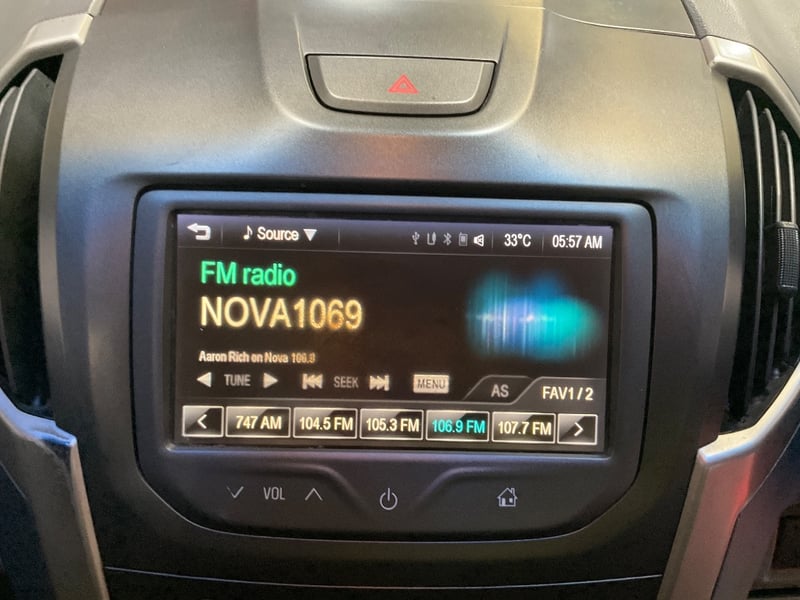 Source 33°C 05:57 AM
FM radio
NOVA1069
Aaron Rich on Nova 106.9
TUNE SEEK MENU AS FAV1/2
747 AM 104.5 FM 105.3 FM 106.9 FM 107.7 FM
VOL